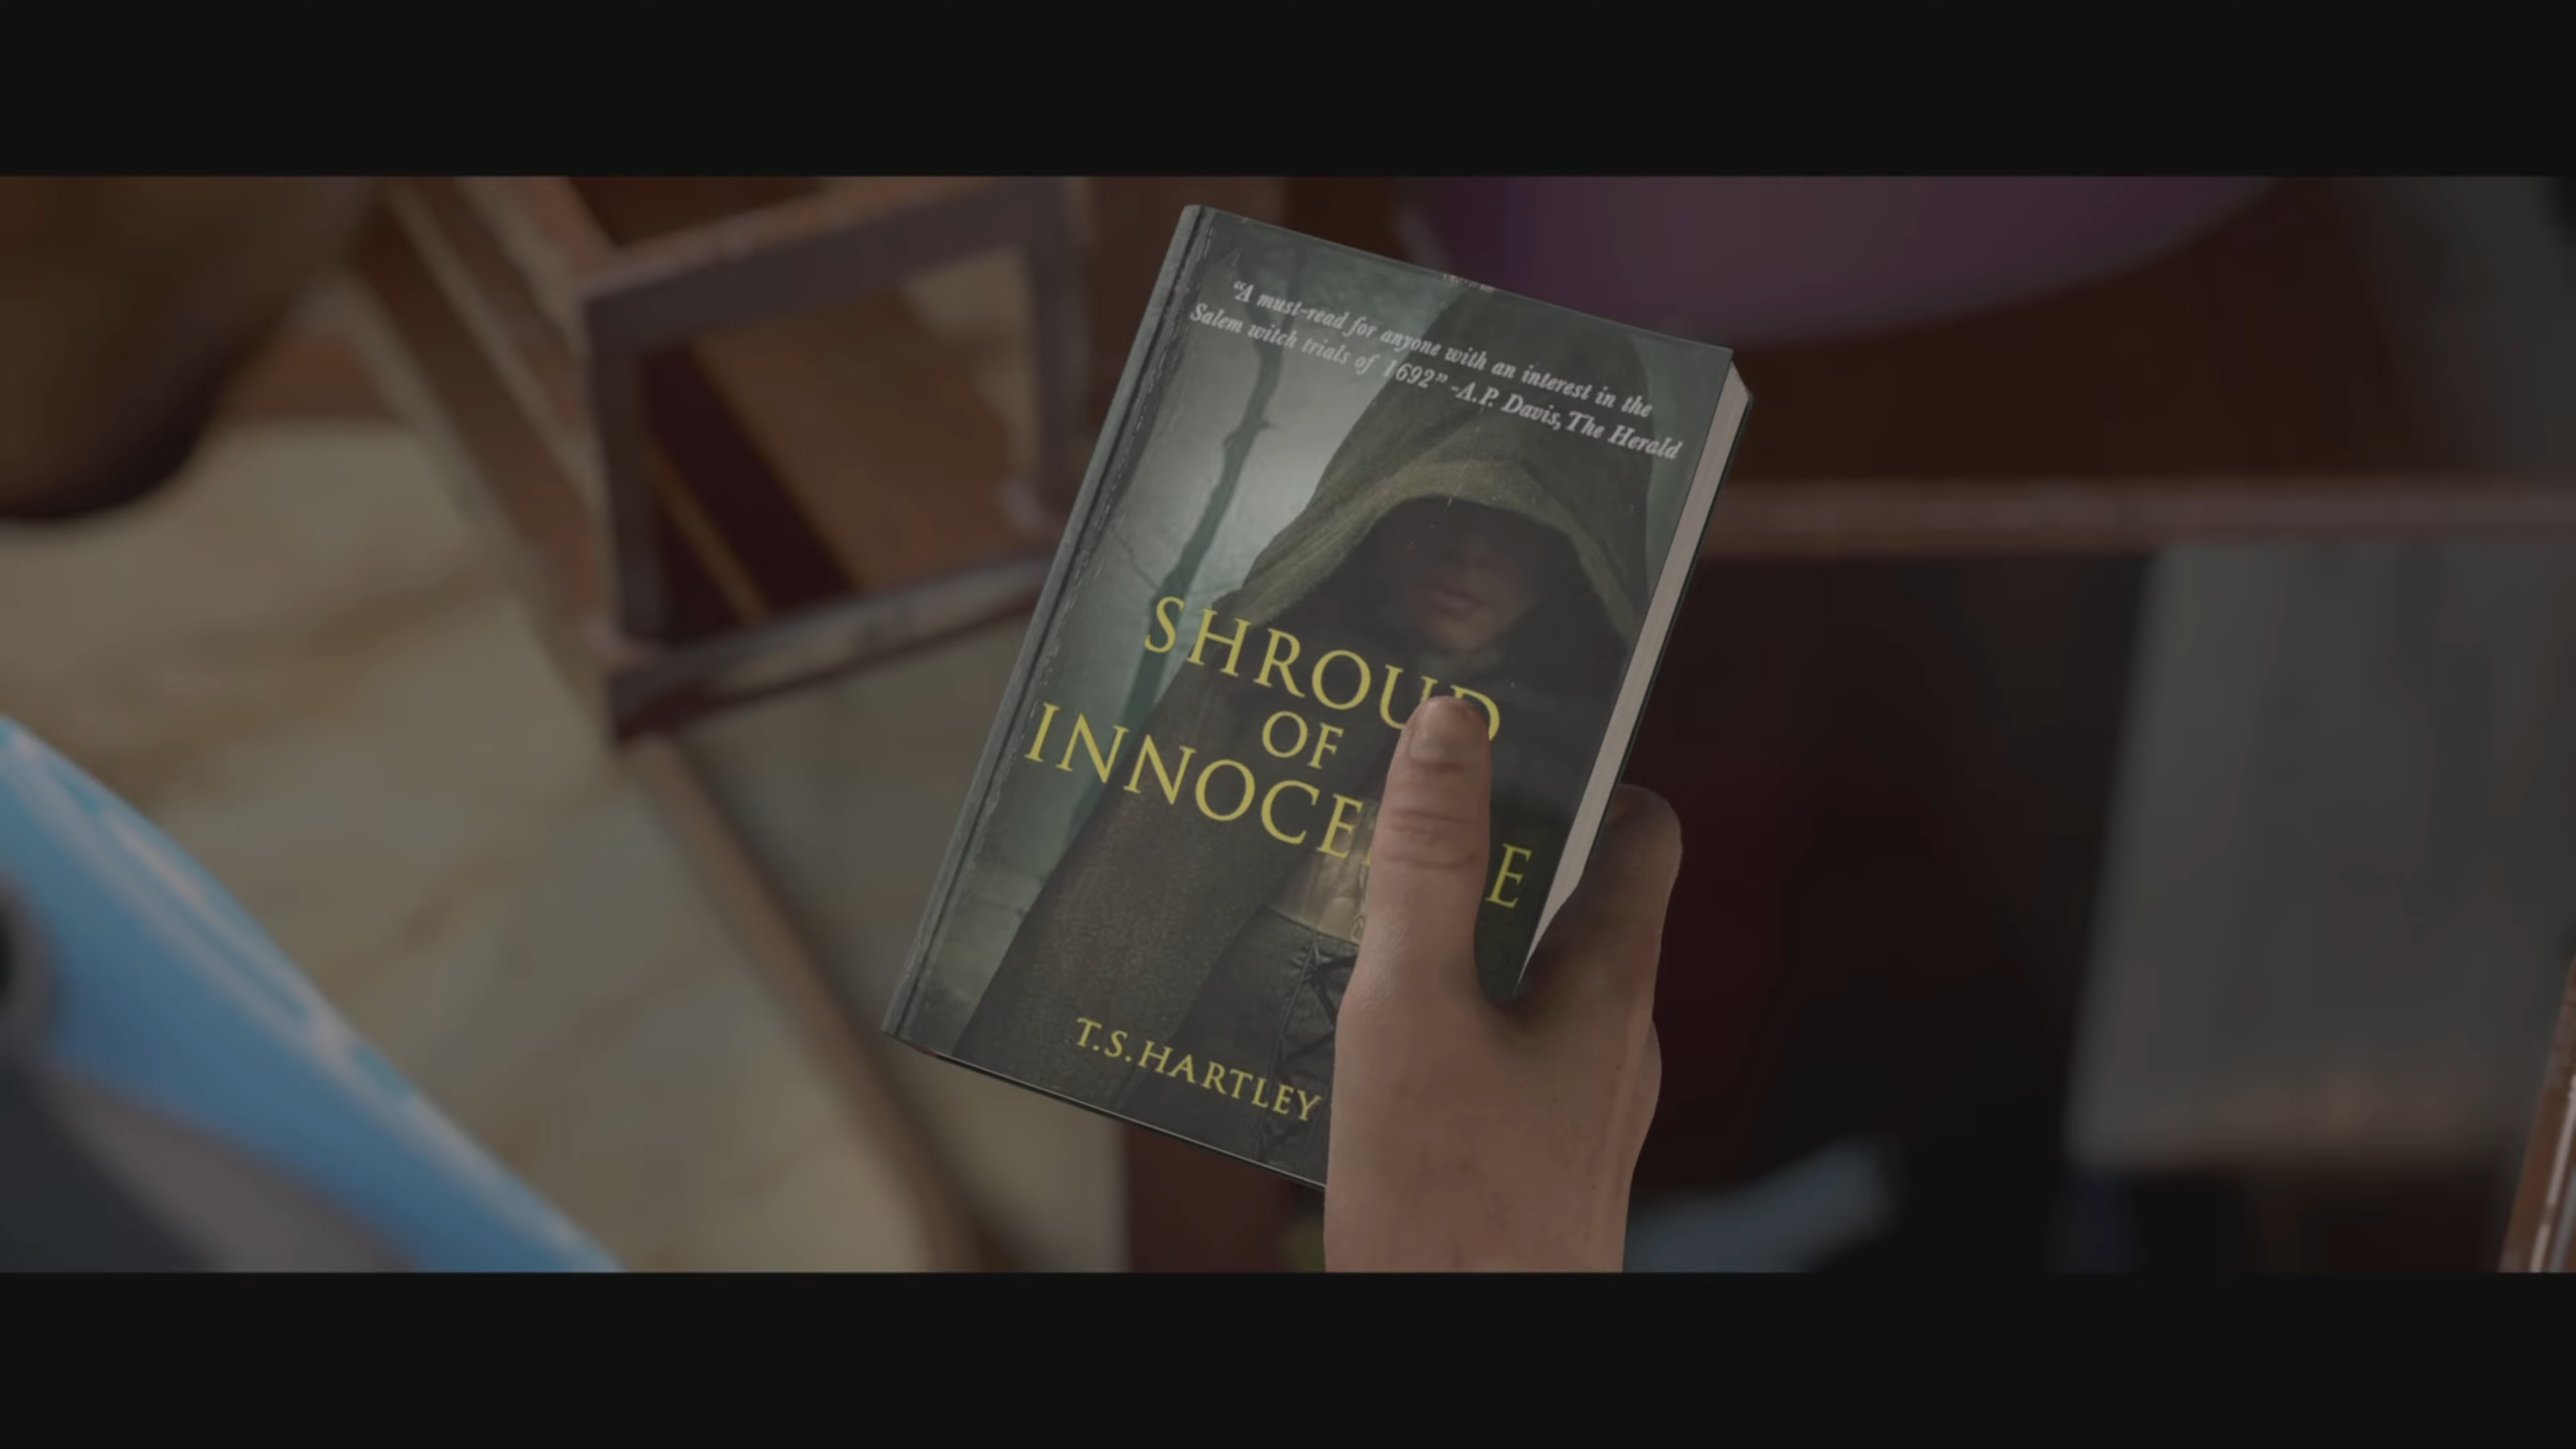 “A must-read for anyone with an interest in the
Salem witch trials of 1692” -A.P. Davis, The Herald
SHROUD
OF
T.S. HARTLEY